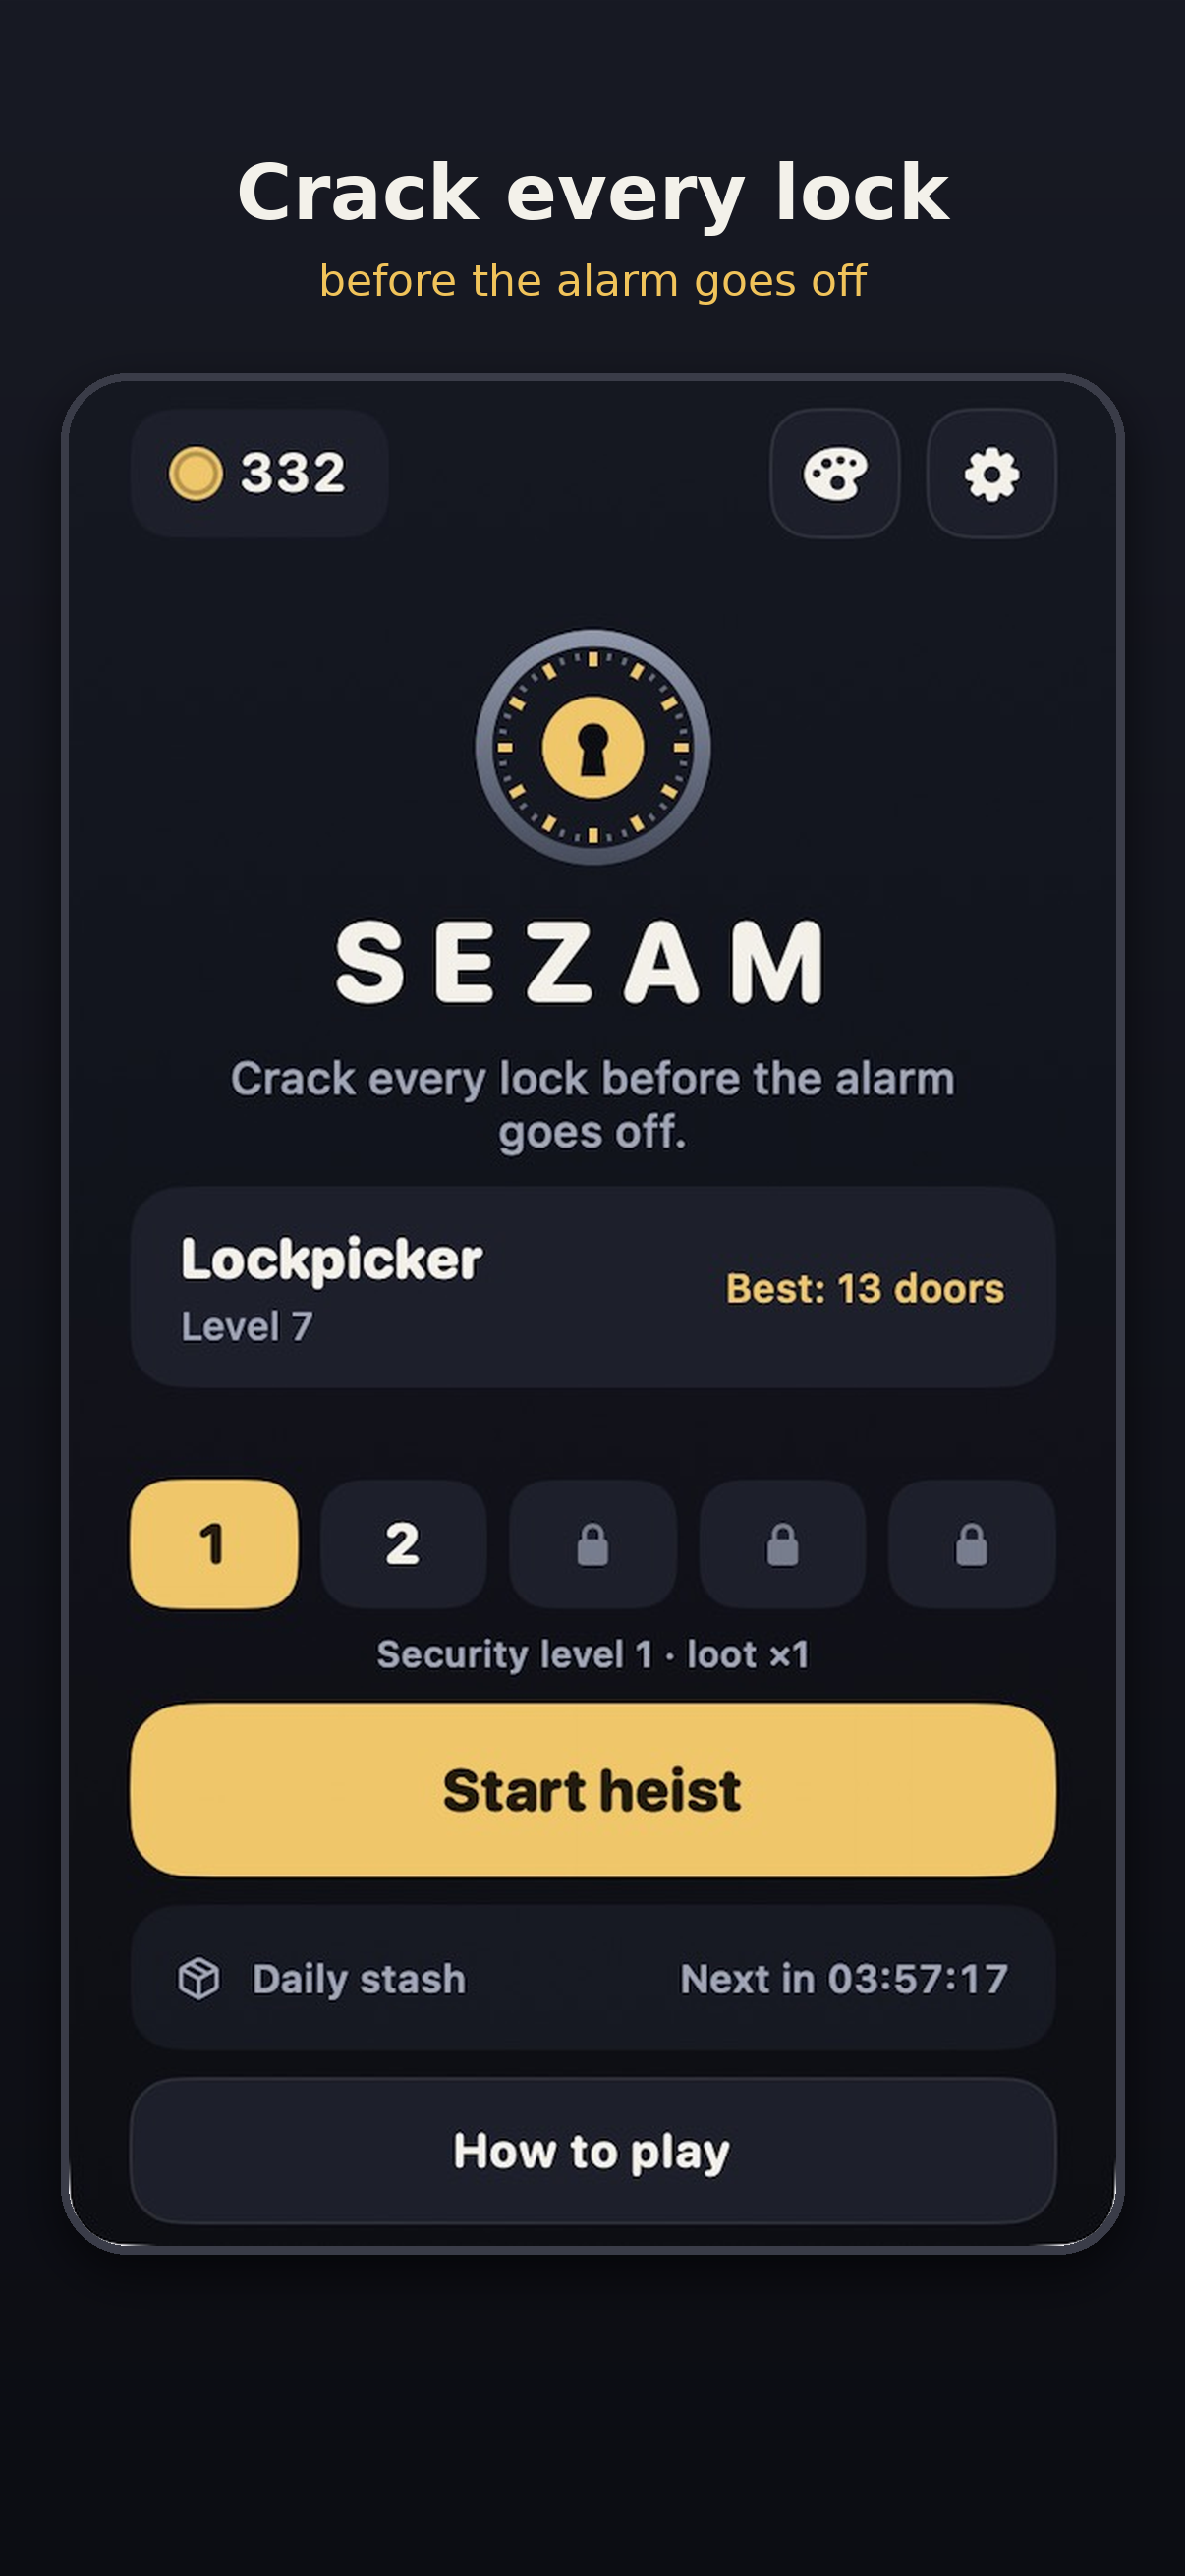 Crack every lock
before the alarm goes off
332
SEZAM
Crack every lock before the alarm
goes off.
Lockpicker
Level 7
Best: 13 doors
1
2
Security level 1 · loot ×1
Start heist
Daily stash
Next in 03:57:17
How to play